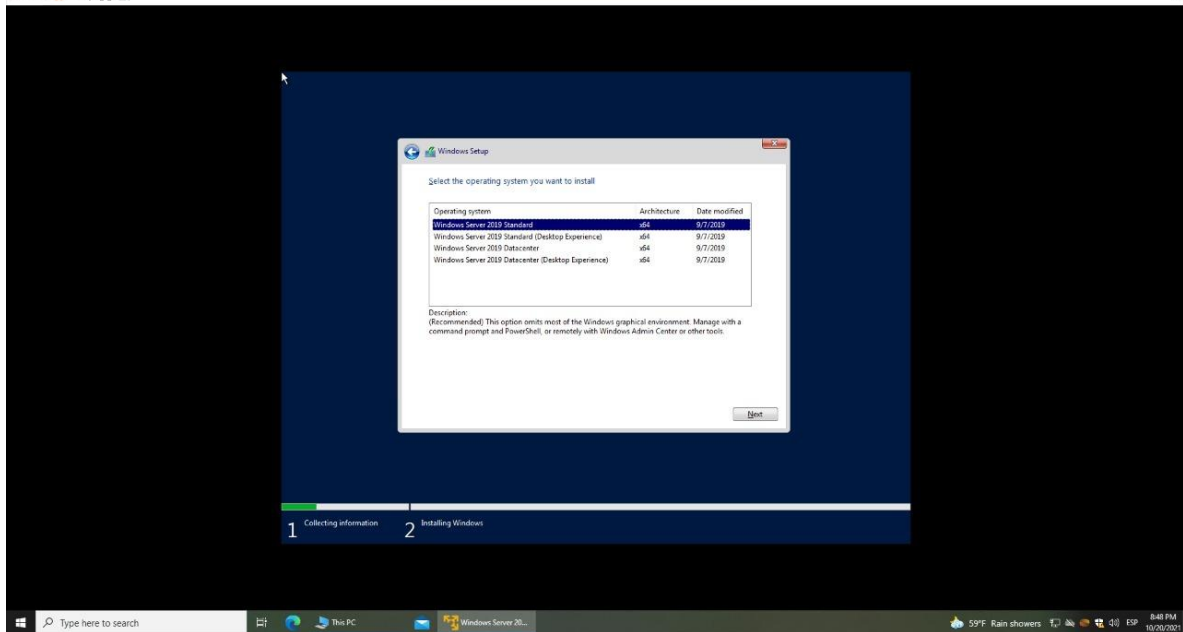 Windows Setup
Select the operating system you want to install
Operating system Architecture Date modified
Windows Server 2019 Standard x64 9/7/2019
Windows Server 2019 Standard (Desktop Experience) x64 9/7/2019
Windows Server 2019 Datacenter x64 9/7/2019
Windows Server 2019 Datacenter (Desktop Experience) x64 9/7/2019
Description:
(Recommended) This option omits most of the Windows graphical environment. Manage with a
command prompt and PowerShell, or remotely with Windows Admin Center or other tools.
Next
1 Collecting information 2 Installing Windows
Type here to search This PC Windows Server 20... 59°F Rain showers ESP 8:48 PM
10/20/2021